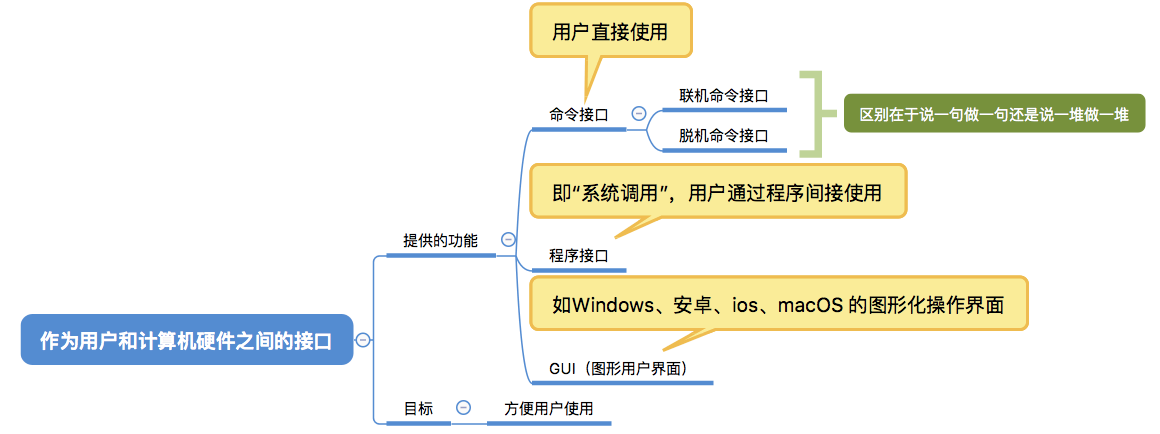 作为用户和计算机硬件之间的接口
提供的功能
命令接口
用户直接使用
联机命令接口
脱机命令接口
区别在于说一句做一句还是说一堆做一堆
程序接口
即“系统调用”，用户通过程序间接使用
GUI（图形用户界面）
如Windows、安卓、ios、macOS 的图形化操作界面
目标
方便用户使用